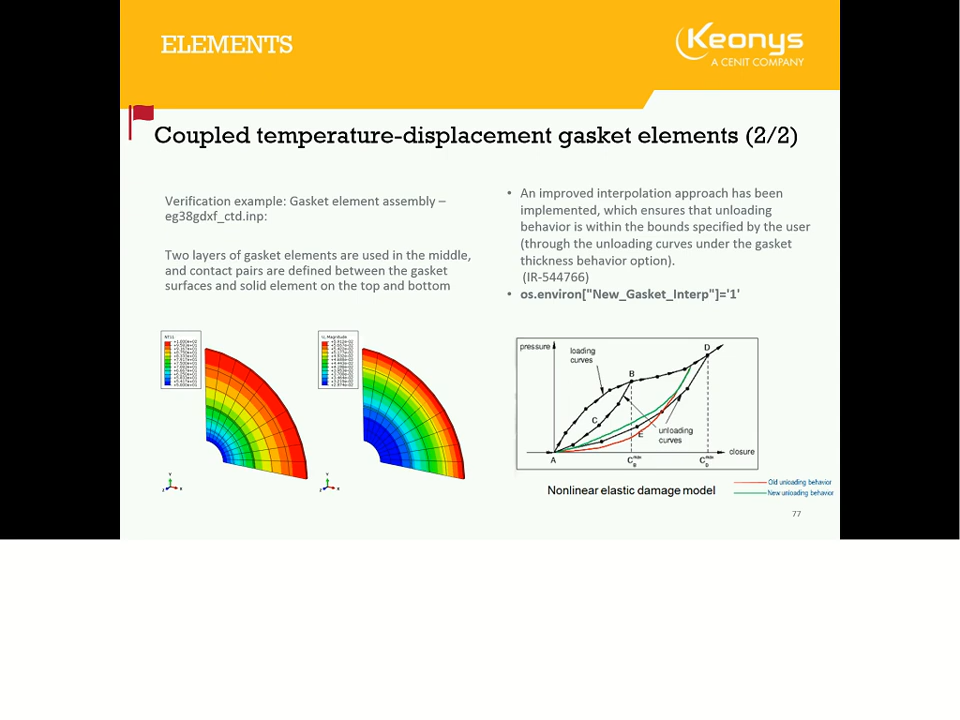 ELEMENTS
Keonys
A CENIT COMPANY
Coupled temperature-displacement gasket elements (2/2)
Verification example: Gasket element assembly –
eg38gdxf_ctd.inp:
Two layers of gasket elements are used in the middle,
and contact pairs are defined between the gasket
surfaces and solid element on the top and bottom
• An improved interpolation approach has been
implemented, which ensures that unloading
behavior is within the bounds specified by the user
(through the unloading curves under the gasket
thickness behavior option).
(IR-544766)
• os.environ["New_Gasket_Interp"]='1'
NT11
U, Magnitude
Y
X
Z
Y
X
Z
pressure
loading
curves
B
D
C
E
unloading
curves
A
closure
C B max
C D max
Nonlinear elastic damage model
Old unloading behavior
New unloading behavior
77